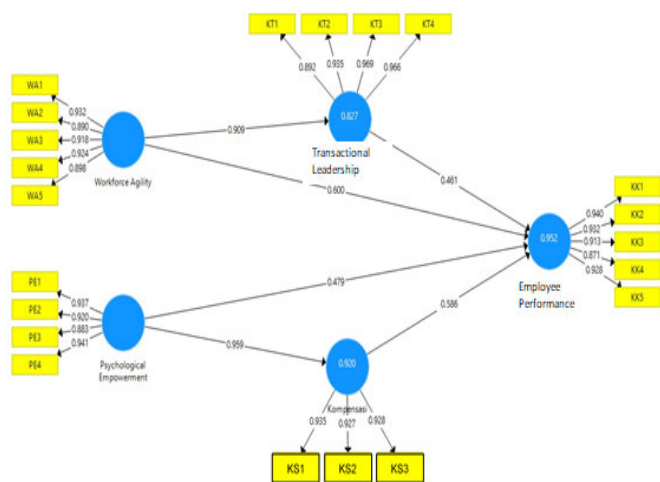 KT1
KT2
KT3
KT4
0.892
0.935
0.969
0.966
0.827
Transactional
Leadership
WA1
WA2
WA3
WA4
WA5
0.932
0.890
0.918
0.924
0.898
Workforce Agility
0.909
0.600
0.461
KK1
KK2
KK3
KK4
KK5
0.940
0.932
0.913
0.871
0.928
0.952
Employee
Performance
PE1
PE2
PE3
PE4
0.937
0.920
0.883
0.941
Psychological
Empowerment
0.479
0.959
0.586
0.920
Kompensasi
0.935
0.927
0.928
KS1
KS2
KS3